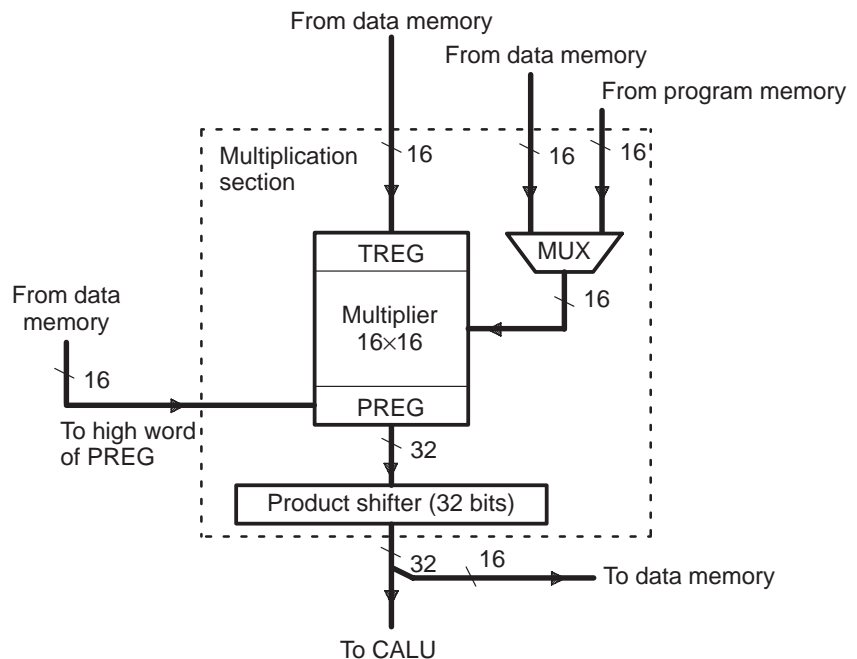 From data memory
From data memory
From program memory
16
16
16
Multiplication
section
TREG
MUX
From data
memory
16
Multiplier
16×16
16
PREG
To high word
of PREG
32
Product shifter (32 bits)
32
16
To data memory
To CALU